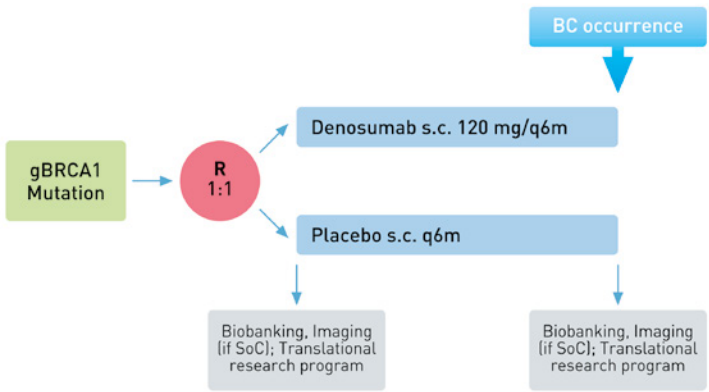 BC occurrence
Denosumab s.c. 120 mg/q6m
gBRCA1
Mutation
R
1:1
Placebo s.c. q6m
Biobanking, Imaging
(if SoC); Translational
research program
Biobanking, Imaging
(if SoC); Translational
research program